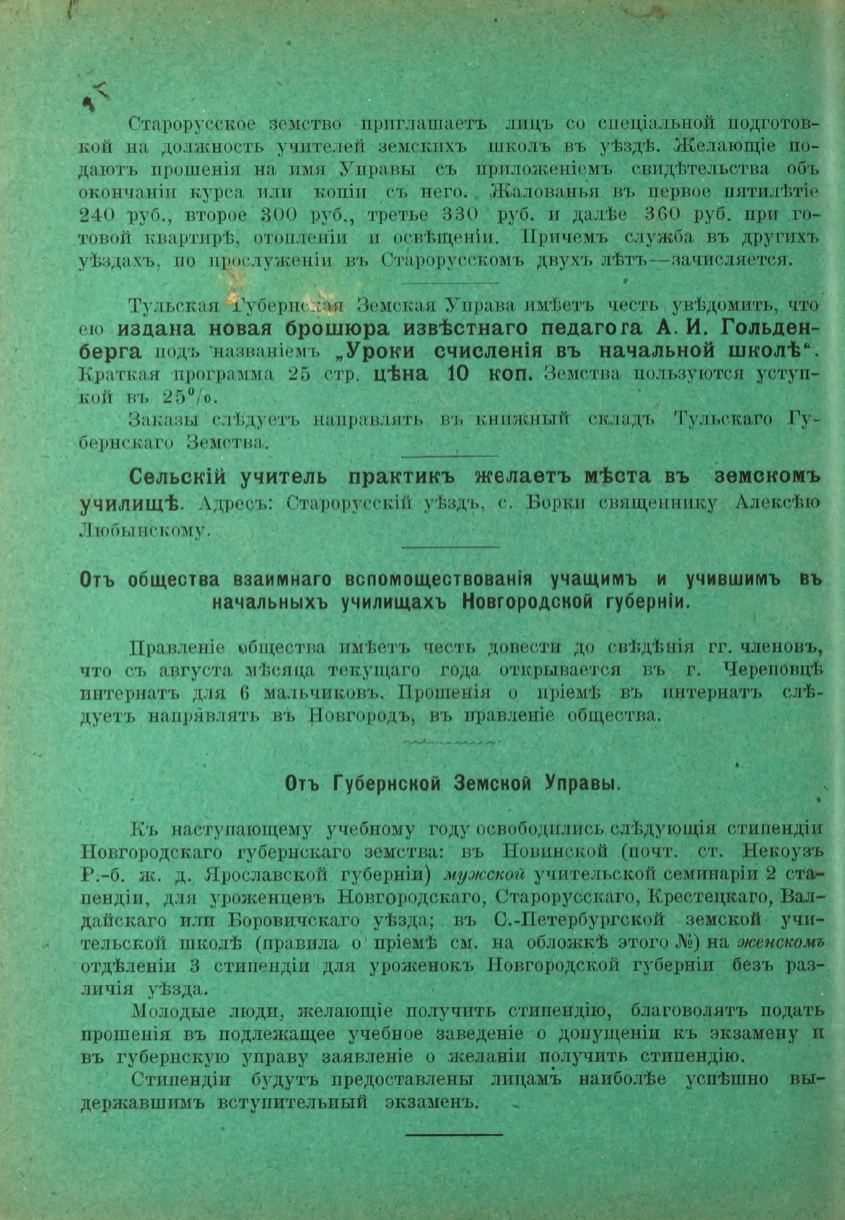 Старорусское земство приглашаетъ лицъ со спеціальной подготов-
кой на должность учителей земскихъ школъ въ уѣздѣ. Желающіе по-
даютъ прошенія на имя Управы съ приложеніемъ свидѣтельства объ
окончаніи курса или копіи съ него. Жалованья въ первое пятилѣтіе
240 руб., второе 300 руб., третье 330 руб. и далѣе 360 руб. при го-
товой квартирѣ, отопленіи и освѣщеніи. Причемъ служба въ другихъ
уѣздахъ, по прослуженіи въ Старорусскомъ двухъ лѣтъ—зачисляется.
Тульская Губернская Земская Управа имѣетъ честь увѣдомить, что
ею издана новая брошюра извѣстнаго педагога А. И. Гольден-
берга подъ названіемъ „Уроки счисленія въ начальной школѣ“.
Краткая программа 25 стр. цѣна 10 коп. Земства пользуются уступ-
кой въ 25%.
Заказы слѣдуетъ направлять въ книжный складъ Тульскаго Гу-
бернскаго Земства.
Сельскій учитель практикъ желаетъ мѣста въ земскомъ
училищѣ. Адресъ: Старорусскій уѣздъ, с. Борки священнику Алексѣю
Любынскому.
Отъ общества взаимнаго вспомоществованія учащимъ и учившимъ въ
начальныхъ училищахъ Новгородской губерніи.
Правленіе общества имѣетъ честь довести до свѣдѣнія гг. членовъ,
что съ августа мѣсяца текущаго года открывается въ г. Череповцѣ
интернатъ для 6 мальчиковъ. Прошенія о пріемѣ въ интернатъ слѣ-
дуетъ напрявлять въ Новгородъ, въ правленіе общества.
Отъ Губернской Земской Управы.
Къ наступающему учебному году освободились слѣдующія стипендіи
Новгородскаго губернскаго земства: въ Новинской (почт. ст. Некоузъ
Р.-б. ж. д. Ярославской губерніи) мужской учительской семинаріи 2 ста-
пендіи, для уроженцевъ Новгородскаго, Старорусскаго, Крестецкаго, Вал-
дайскаго или Боровичскаго уѣзда; въ С.-Петербургской земской учи-
тельской школѣ (правила о пріемѣ см. на обложкѣ этого №) на женскомъ
отдѣленіи 3 стипендіи для уроженокъ Новгородской губерніи безъ раз-
личія уѣзда.
Молодые люди, желающіе получить стипендію, благоволятъ подать
прошенія въ подлежащее учебное заведеніе о допущеніи къ экзамену и
въ губернскую управу заявленіе о желаніи получить стипендію.
Стипендіи будутъ предоставлены лицамъ наиболѣе успѣшно вы-
державшимъ вступительный экзаменъ.